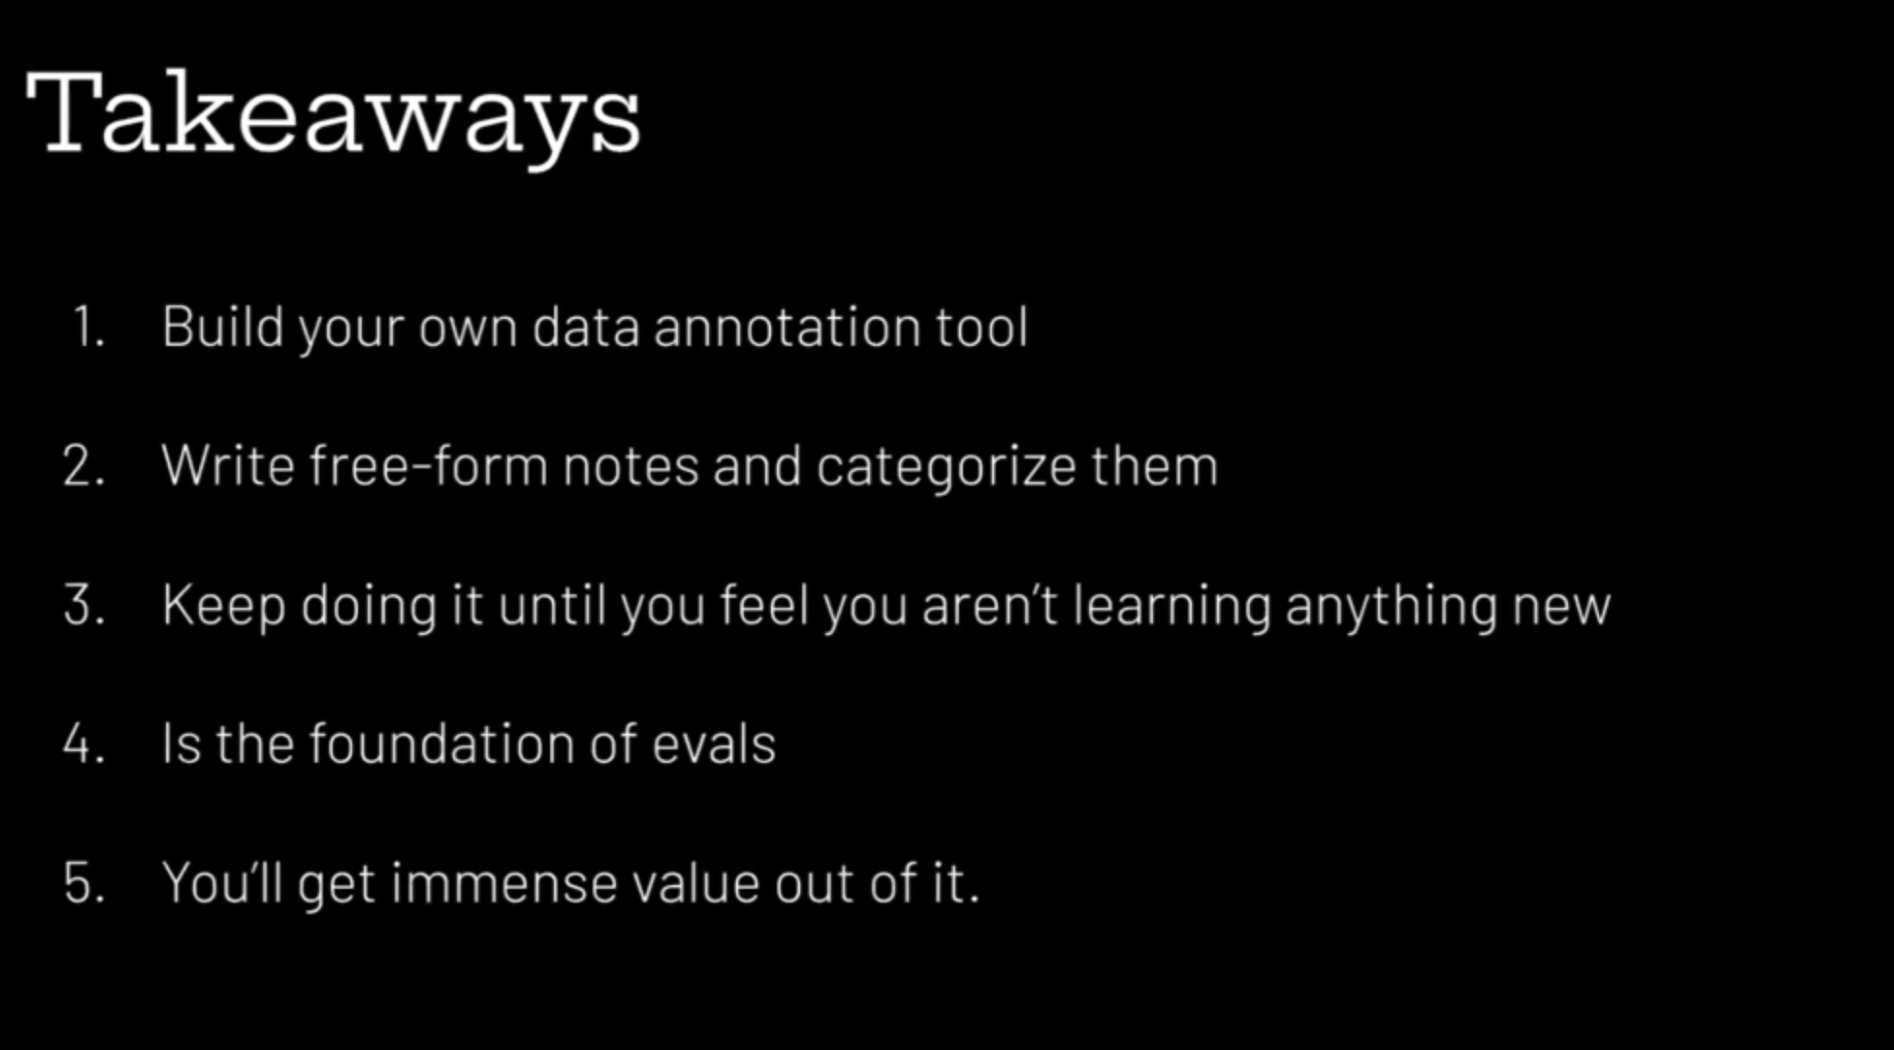 Takeaways
1. Build your own data annotation tool
2. Write free-form notes and categorize them
3. Keep doing it until you feel you aren’t learning anything new
4. Is the foundation of evals
5. You’ll get immense value out of it.